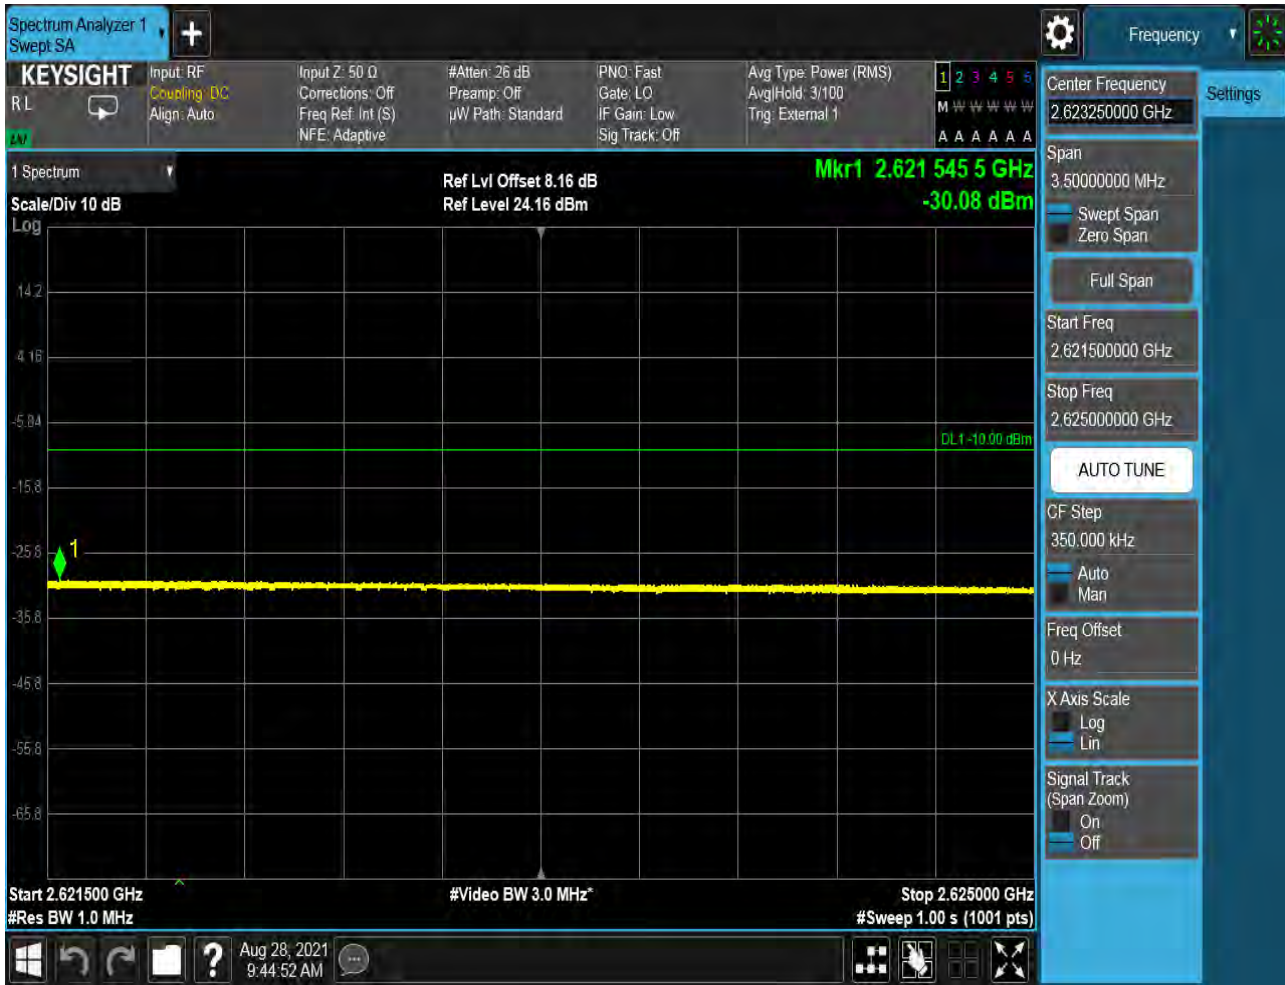 Spectrum Analyzer 1
Swept SA
Frequency
KEYSIGHT
R L
LNI
Input: RF
Coupling: DC
Align: Auto
Input Z: 50 Ω
Corrections: Off
Freq Ref: Int (S)
NFE: Adaptive
#Atten: 26 dB
Preamp: Off
µW Path: Standard
PNO: Fast
Gate: LO
IF Gain: Low
Sig Track: Off
Avg Type: Power (RMS)
Avg|Hold: 3/100
Trig: External 1
1 2 3 4 5 6
M W W W W W
A A A A A A
1 Spectrum
Scale/Div 10 dB
Log
Ref Lvl Offset 8.16 dB
Ref Level 24.16 dBm
Mkr1 2.621 545 5 GHz
-30.08 dBm
14.2
4.16
-5.84
DL1 -10.00 dBm
-15.8
-25.8
1
-35.8
-45.8
-55.8
-65.8
Start 2.621500 GHz
#Video BW 3.0 MHz*
Stop 2.625000 GHz
#Res BW 1.0 MHz
#Sweep 1.00 s (1001 pts)
Aug 28, 2021
9:44:52 AM
Center Frequency
2.623250000 GHz
Settings
Span
3.50000000 MHz
Swept Span
Zero Span
Full Span
Start Freq
2.621500000 GHz
Stop Freq
2.625000000 GHz
AUTO TUNE
CF Step
350.000 kHz
Auto
Man
Freq Offset
0 Hz
X Axis Scale
Log
Lin
Signal Track
(Span Zoom)
On
Off